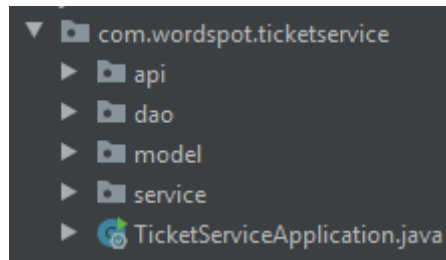 com.wordspot.ticketservice
api
dao
model
service
TicketServiceApplication.java